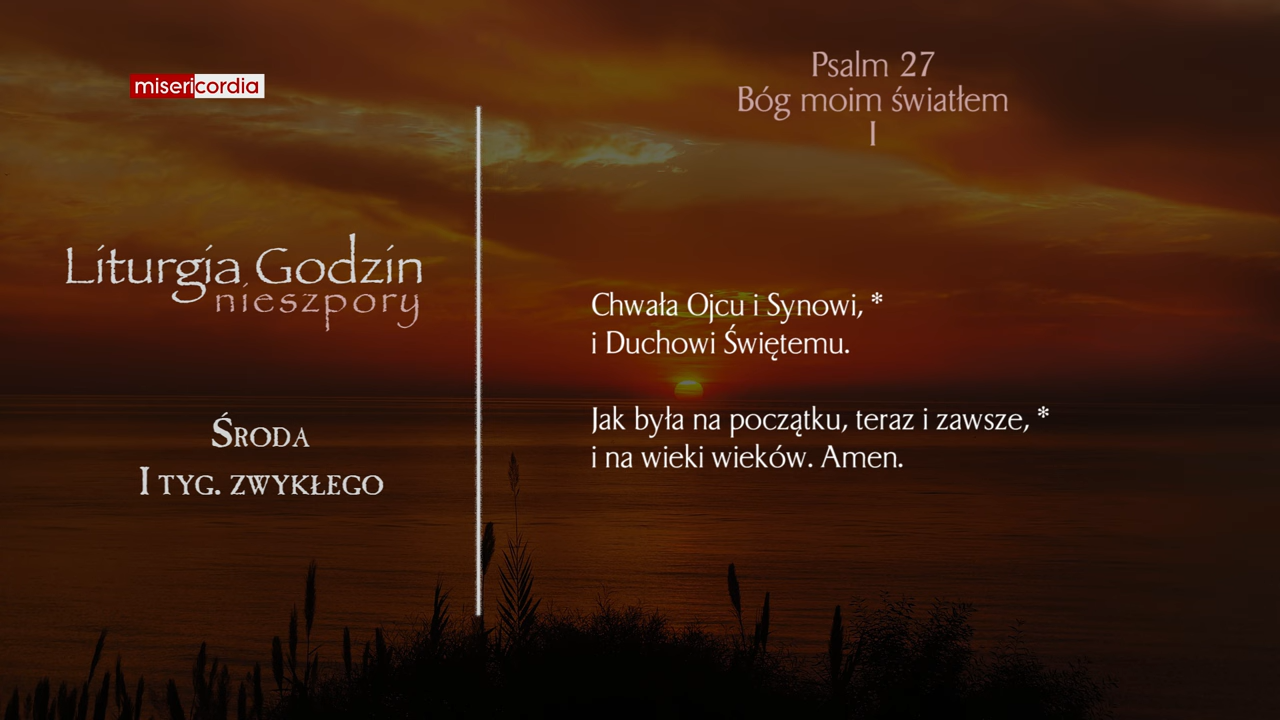 misericordia
Liturgia Godzin
nieszpory
Środa
I tyg. zwykłego
Psalm 27
Bóg moim światłem
I
Chwała Ojcu i Synowi, *
i Duchowi Świętemu.
Jak była na początku, teraz i zawsze, *
i na wieki wieków. Amen.